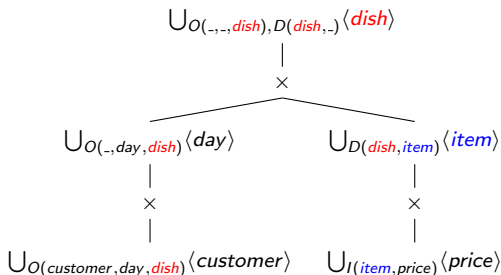 ⋃O(_,_,dish),D(dish,_)⟨dish⟩
×
⋃O(_,day,dish)⟨day⟩ ⋃D(dish,item)⟨item⟩
× ×
⋃O(customer,day,dish)⟨customer⟩ ⋃I(item,price)⟨price⟩